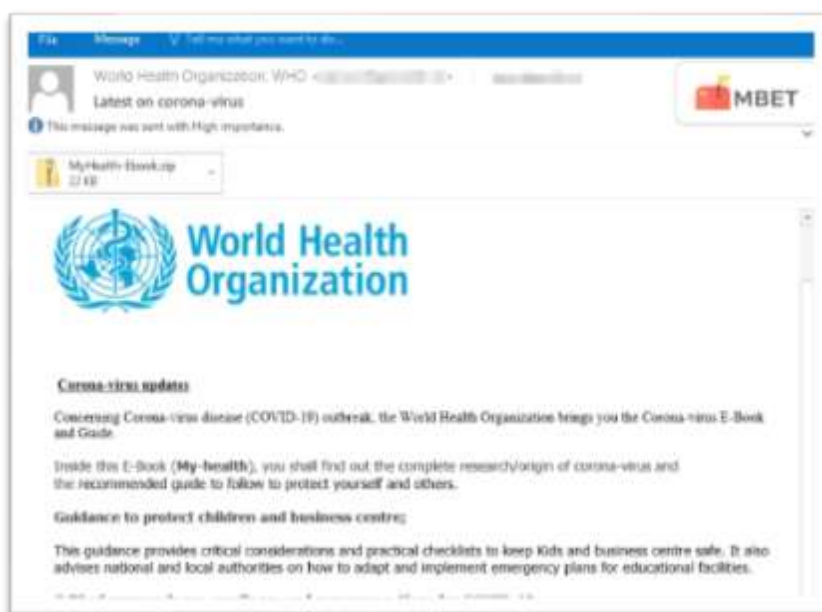 File Message Tell me what you want to do...
World Health Organization. WHO
Latest on corona-virus
This message was sent with High importance.
MBET
MyHealth-Ebook.zip
22 KB
World Health
Organization
Corona-virus updates
Concerning Corona-virus disease (COVID-19) outbreak, the World Health Organization brings you the Corona-virus E-Book
and Guide.
Inside this E-Book (My-health), you shall find out the complete research/origin of corona-virus and
the recommended guide to follow to protect yourself and others.
Guidance to protect children and business centre;
This guidance provides critical considerations and practical checklists to keep Kids and business centre safe. It also
advises national and local authorities on how to adapt and implement emergency plans for educational facilities.